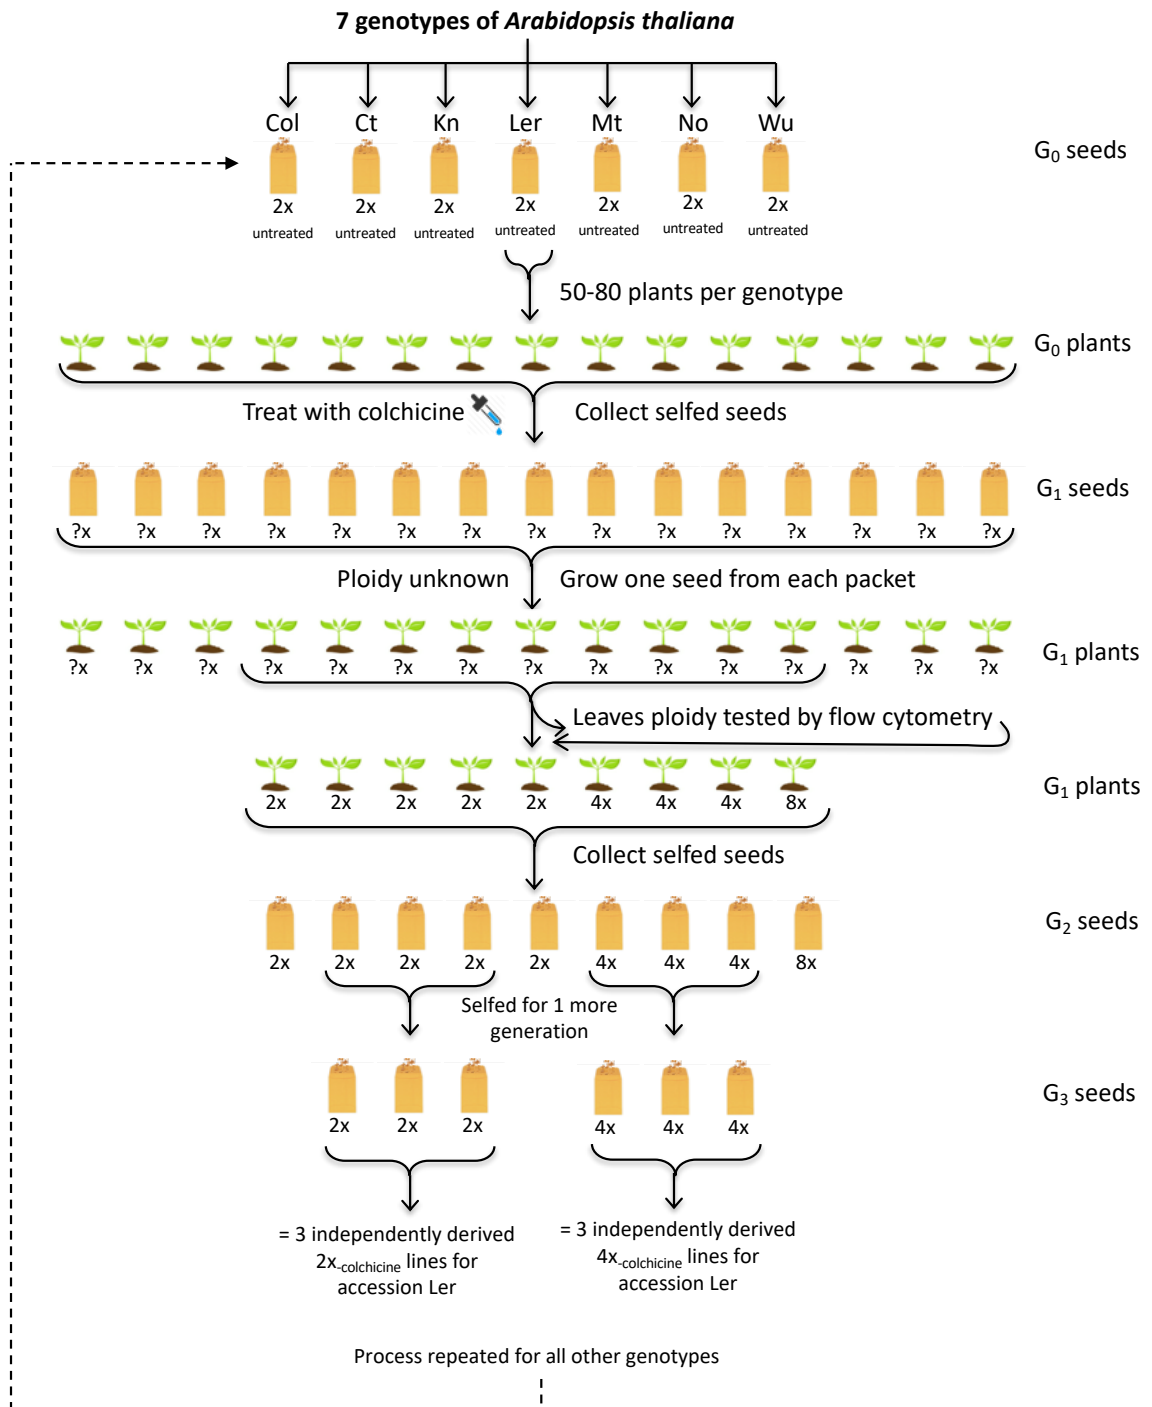 7 genotypes of Arabidopsis thaliana
Col Ct Kn Ler Mt No Wu
G0 seeds
2x 2x 2x 2x 2x 2x 2x
untreated untreated untreated untreated untreated untreated untreated
50-80 plants per genotype
G0 plants
Treat with colchicine Collect selfed seeds
G1 seeds
?x ?x ?x ?x ?x ?x ?x ?x ?x ?x ?x ?x ?x ?x ?x
Ploidy unknown Grow one seed from each packet
G1 plants
?x ?x ?x ?x ?x ?x ?x ?x ?x ?x ?x ?x ?x ?x ?x
Leaves ploidy tested by flow cytometry
G1 plants
2x 2x 2x 2x 2x 4x 4x 4x 8x
Collect selfed seeds
G2 seeds
2x 2x 2x 2x 2x 4x 4x 4x 8x
Selfed for 1 more
generation
G3 seeds
2x 2x 2x 4x 4x 4x
= 3 independently derived
2x-colchicine lines for
accession Ler
= 3 independently derived
4x-colchicine lines for
accession Ler
Process repeated for all other genotypes